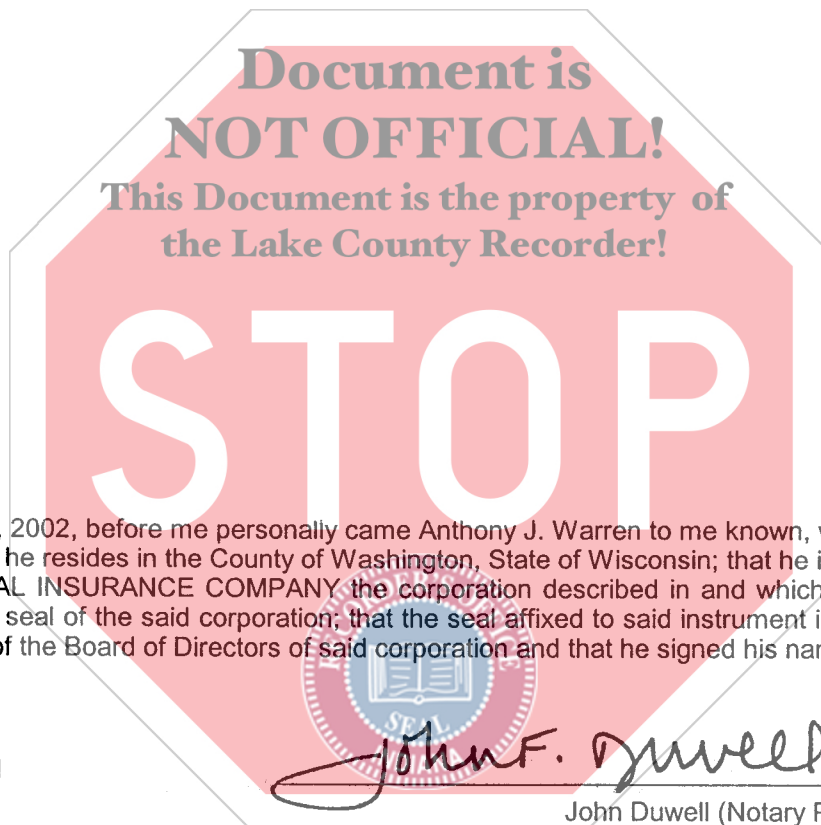 Document is
NOT OFFICIAL!
This Document is the property of
the Lake County Recorder!
STOP
, 2002, before me personally came Anthony J. Warren to me known,
he resides in the County of Washington, State of Wisconsin; that he
AL INSURANCE COMPANY the corporation described in and which
seal of the said corporation; that the seal affixed to said instrument
of the Board of Directors of said corporation and that he signed his
RECORDER'S OFFICE
SEAL
John F. Duwell
John Duwell (Notary